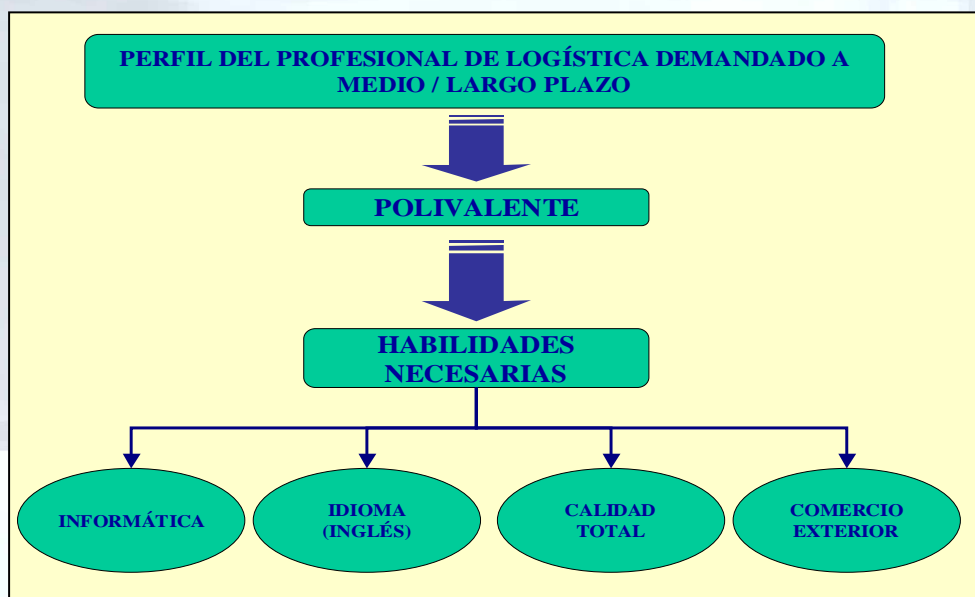 PERFIL DEL PROFESIONAL DE LOGÍSTICA DEMANDADO A
MEDIO / LARGO PLAZO
POLIVALENTE
HABILIDADES
NECESARIAS
INFORMÁTICA
IDIOMA
(INGLÉS)
CALIDAD
TOTAL
COMERCIO
EXTERIOR